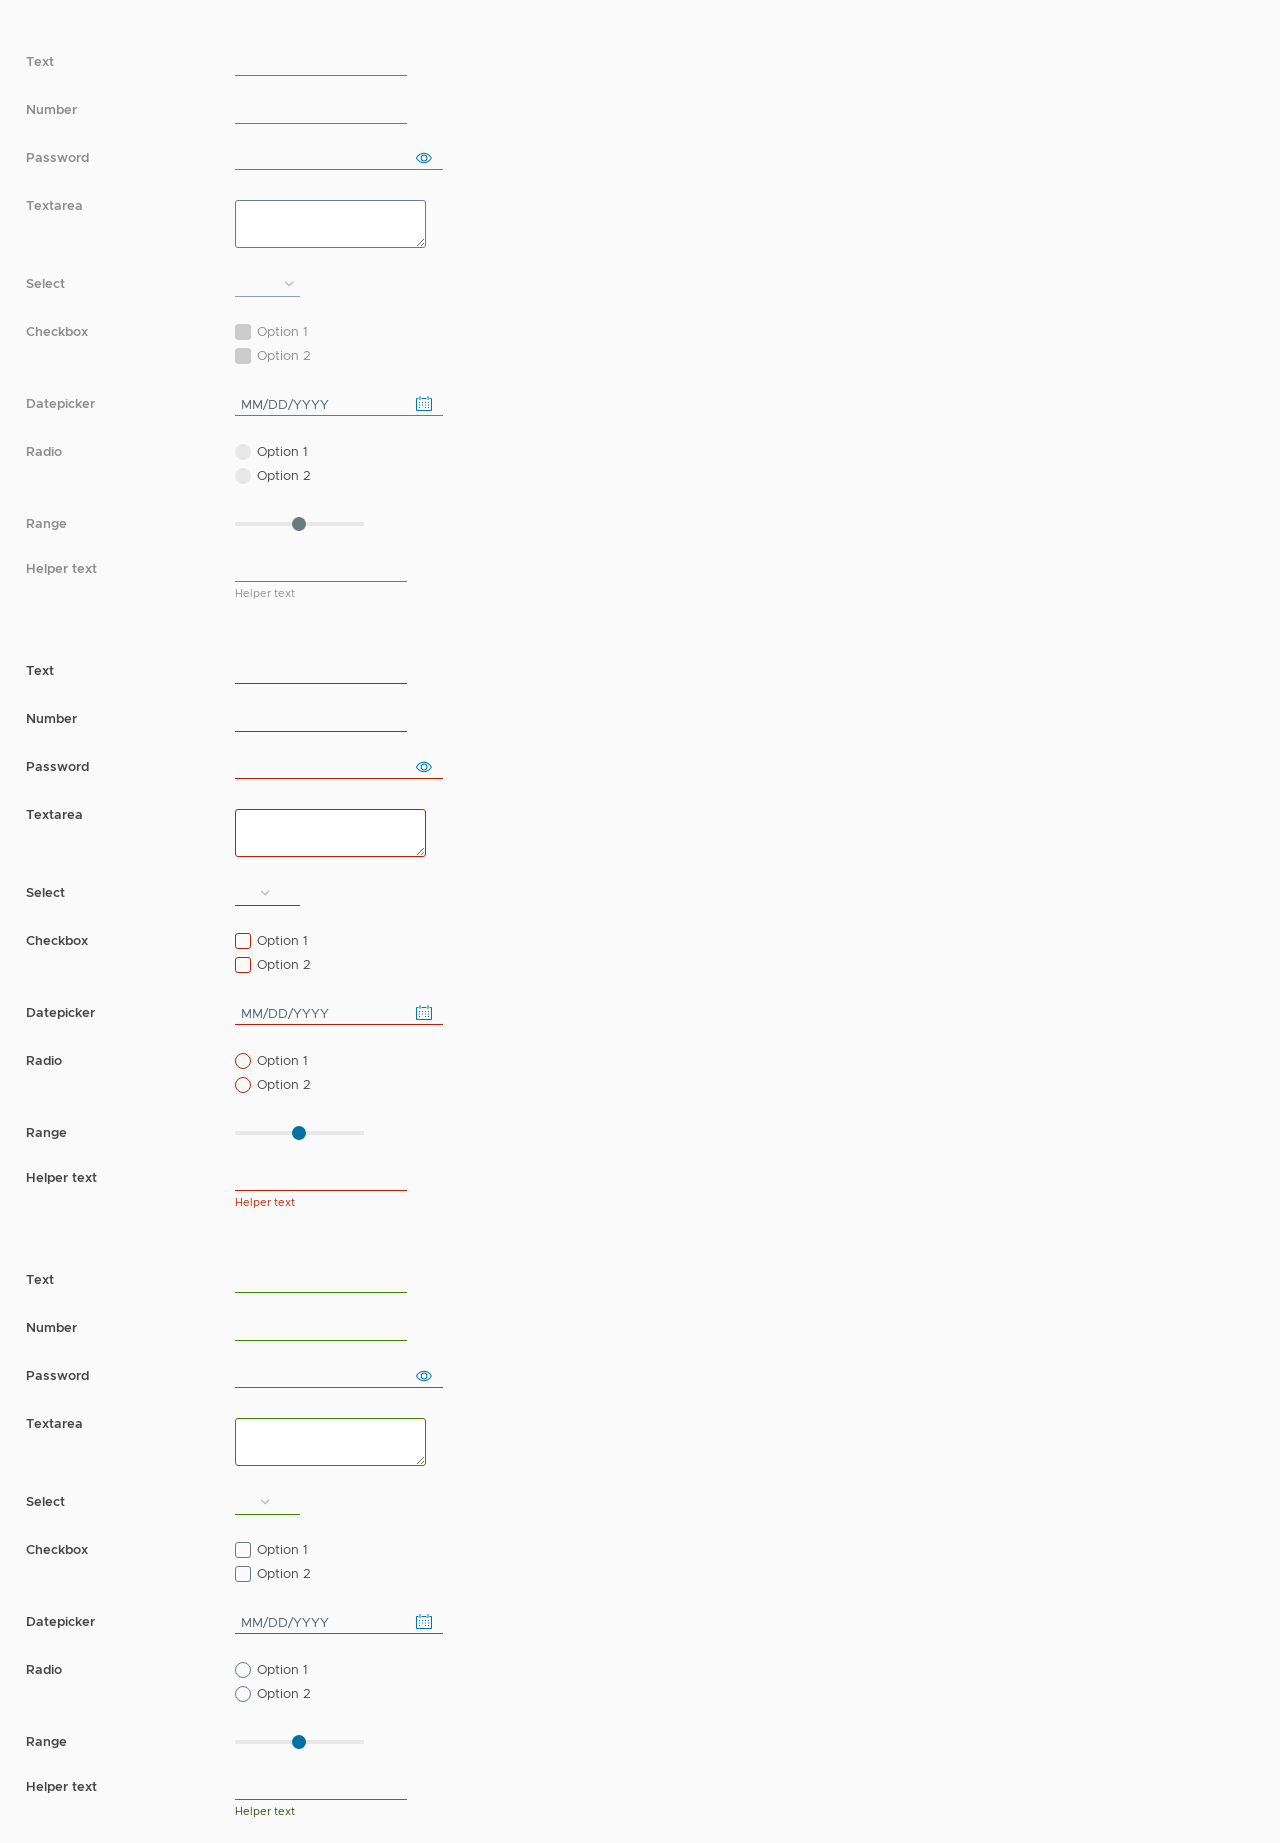 Text
Number
Password
Textarea
Select
Checkbox
Option 1
Option 2
Datepicker
MM/DD/YYYY
Radio
Option 1
Option 2
Range
Helper text
Helper text
Text
Number
Password
Textarea
Select
Checkbox
Option 1
Option 2
Datepicker
MM/DD/YYYY
Radio
Option 1
Option 2
Range
Helper text
Helper text
Text
Number
Password
Textarea
Select
Checkbox
Option 1
Option 2
Datepicker
MM/DD/YYYY
Radio
Option 1
Option 2
Range
Helper text
Helper text